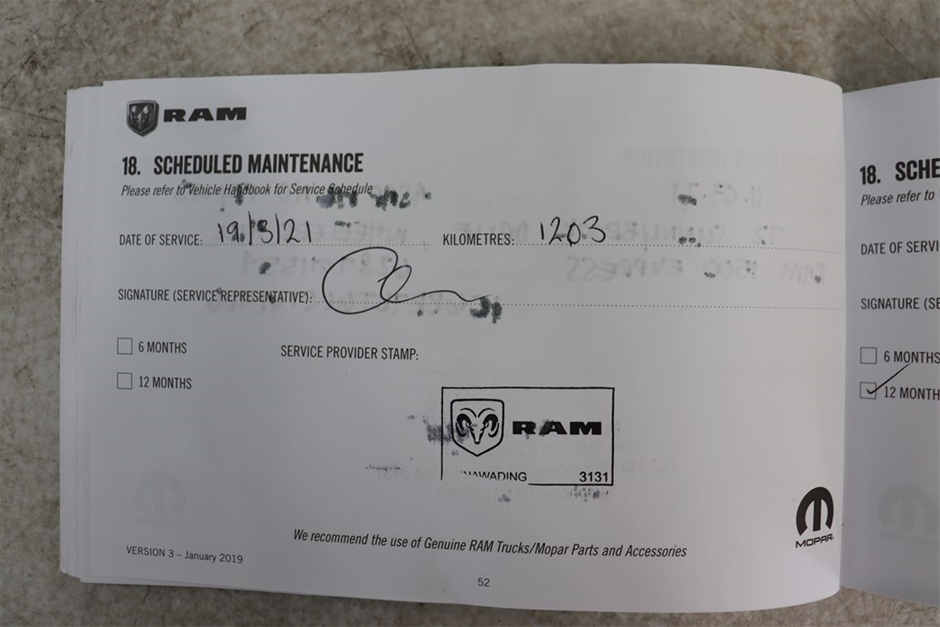 RAM
18. SCHEDULED MAINTENANCE
Please refer to Vehicle Handbook for Service Schedule
DATE OF SERVICE: 19/3/21 KILOMETRES: 1203
SIGNATURE (SERVICE REPRESENTATIVE):
6 MONTHS
12 MONTHS
SERVICE PROVIDER STAMP:
RAM
NAWADING 3131
We recommend the use of Genuine RAM Trucks/Mopar Parts and Accessories
MOPAR
VERSION 3 – January 2019
52
18. SCHE
Please refer to
DATE OF SERVI
SIGNATURE (SE
6 MONTHS
12 MONTH